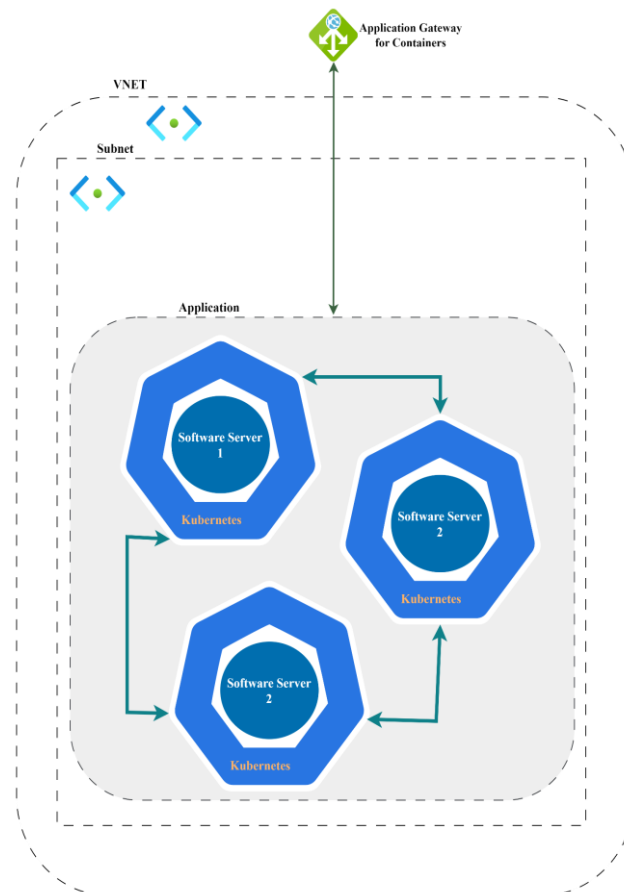 Application Gateway
for Containers
VNET
Subnet
Application
Software Server
1
Kubernetes
Software Server
2
Kubernetes
Software Server
2
Kubernetes